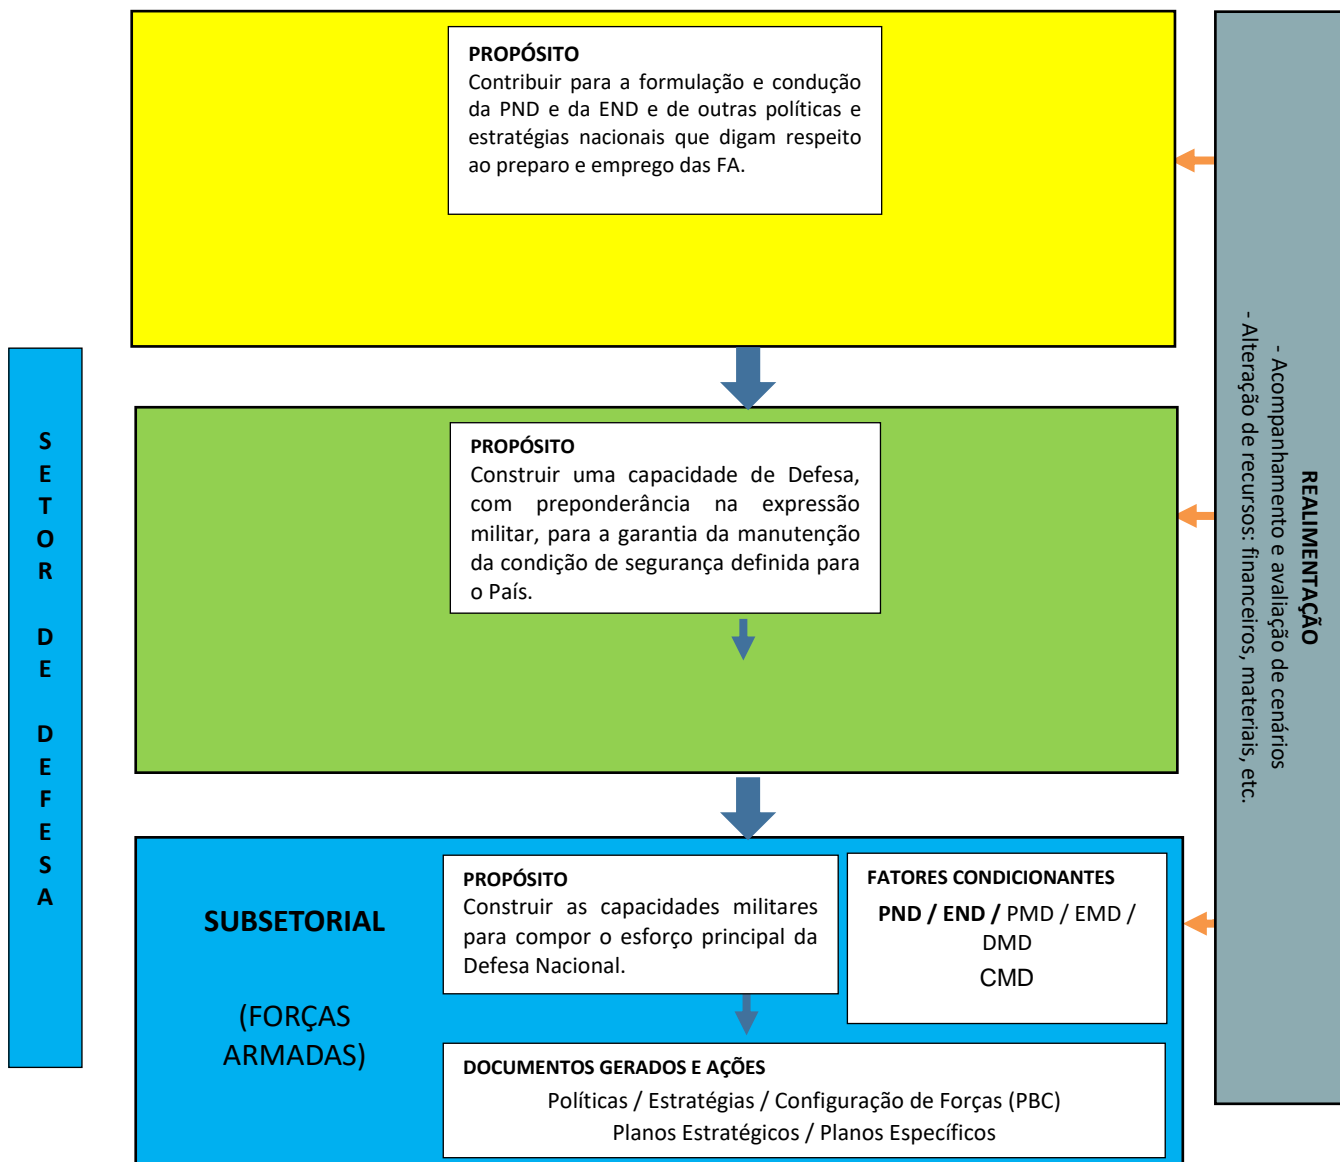 PROPÓSITO
Contribuir para a formulação e condução
da PND e da END e de outras políticas e
estratégias nacionais que digam respeito
ao preparo e emprego das FA.
SETOR DE DEFESA
PROPÓSITO
Construir uma capacidade de Defesa,
com preponderância na expressão
militar, para a garantia da manutenção
da condição de segurança definida para
o País.
REALIMENTAÇÃO
- Acompanhamento e avaliação de cenários
- Alteração de recursos: financeiros, materiais, etc.
SUBSETORIAL
(FORÇAS
ARMADAS)
PROPÓSITO
Construir as capacidades militares
para compor o esforço principal da
Defesa Nacional.
FATORES CONDICIONANTES
PND / END / PMD / EMD /
DMD
CMD
DOCUMENTOS GERADOS E AÇÕES
Políticas / Estratégias / Configuração de Forças (PBC)
Planos Estratégicos / Planos Específicos